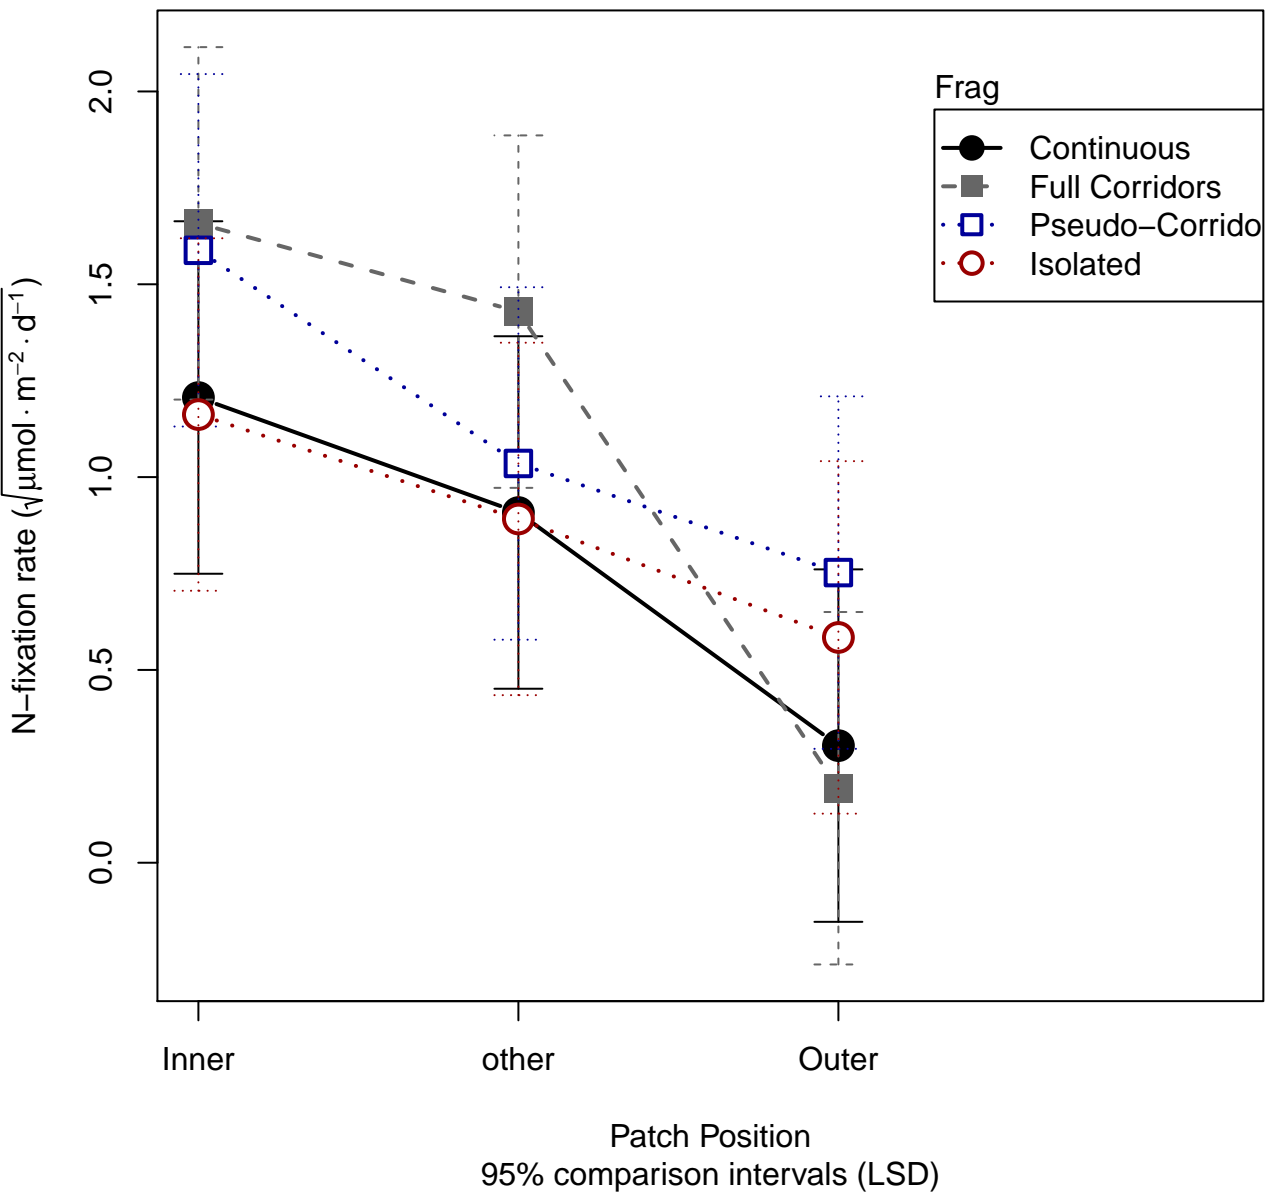 Frag
Continuous
Full Corridors
Pseudo−Corrido
Isolated
N−fixation rate (√μmol · m⁻² · d⁻¹)
2.0
1.5
1.0
0.5
0.0
Inner other Outer
Patch Position
95% comparison intervals (LSD)